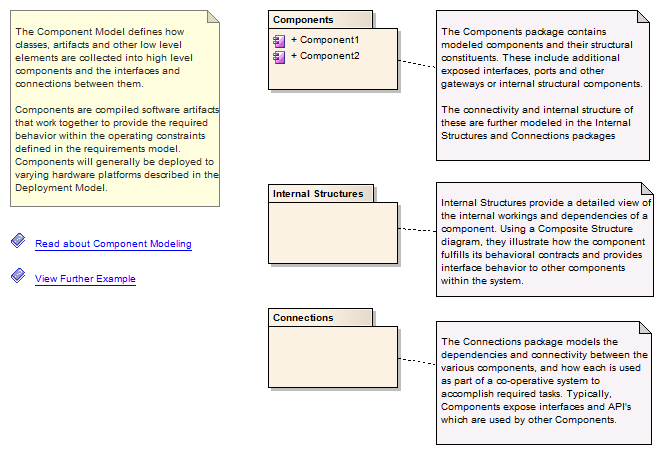 The Component Model defines how
classes, artifacts and other low level
elements are collected into high level
components and the interfaces and
connections between them.
Components are compiled software artifacts
that work together to provide the required
behavior within the operating constraints
defined in the requirements model.
Components will generally be deployed to
varying hardware platforms described in the
Deployment Model.
Read about Component Modeling
View Further Example
Components
+ Component1
+ Component2
The Components package contains
modeled components and their structural
constituents. These include additional
exposed interfaces, ports and other
gateways or internal structural components.
The connectivity and internal structure of
these are further modeled in the Internal
Structures and Connections packages
Internal Structures
Internal Structures provide a detailed view of
the internal workings and dependencies of a
component. Using a Composite Structure
diagram, they illustrate how the component
fulfills its behavioral contracts and provides
interface behavior to other components
within the system.
Connections
The Connections package models the
dependencies and connectivity between the
various components, and how each is used
as part of a co-operative system to
accomplish required tasks. Typically,
Components expose interfaces and API's
which are used by other Components.